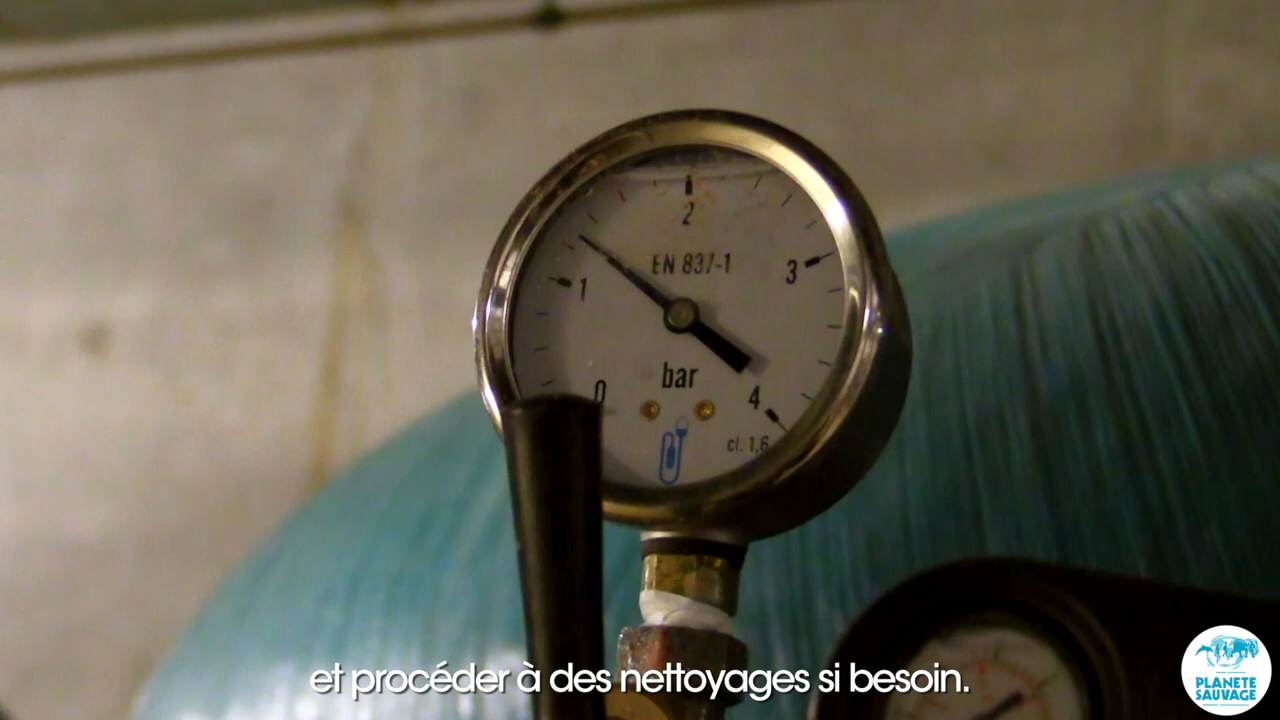 2
EN 837-1
1
3
bar
0
4
cl. 1,6
et procéder à des nettoyages si besoin.
PLANETE
SAUVAGE